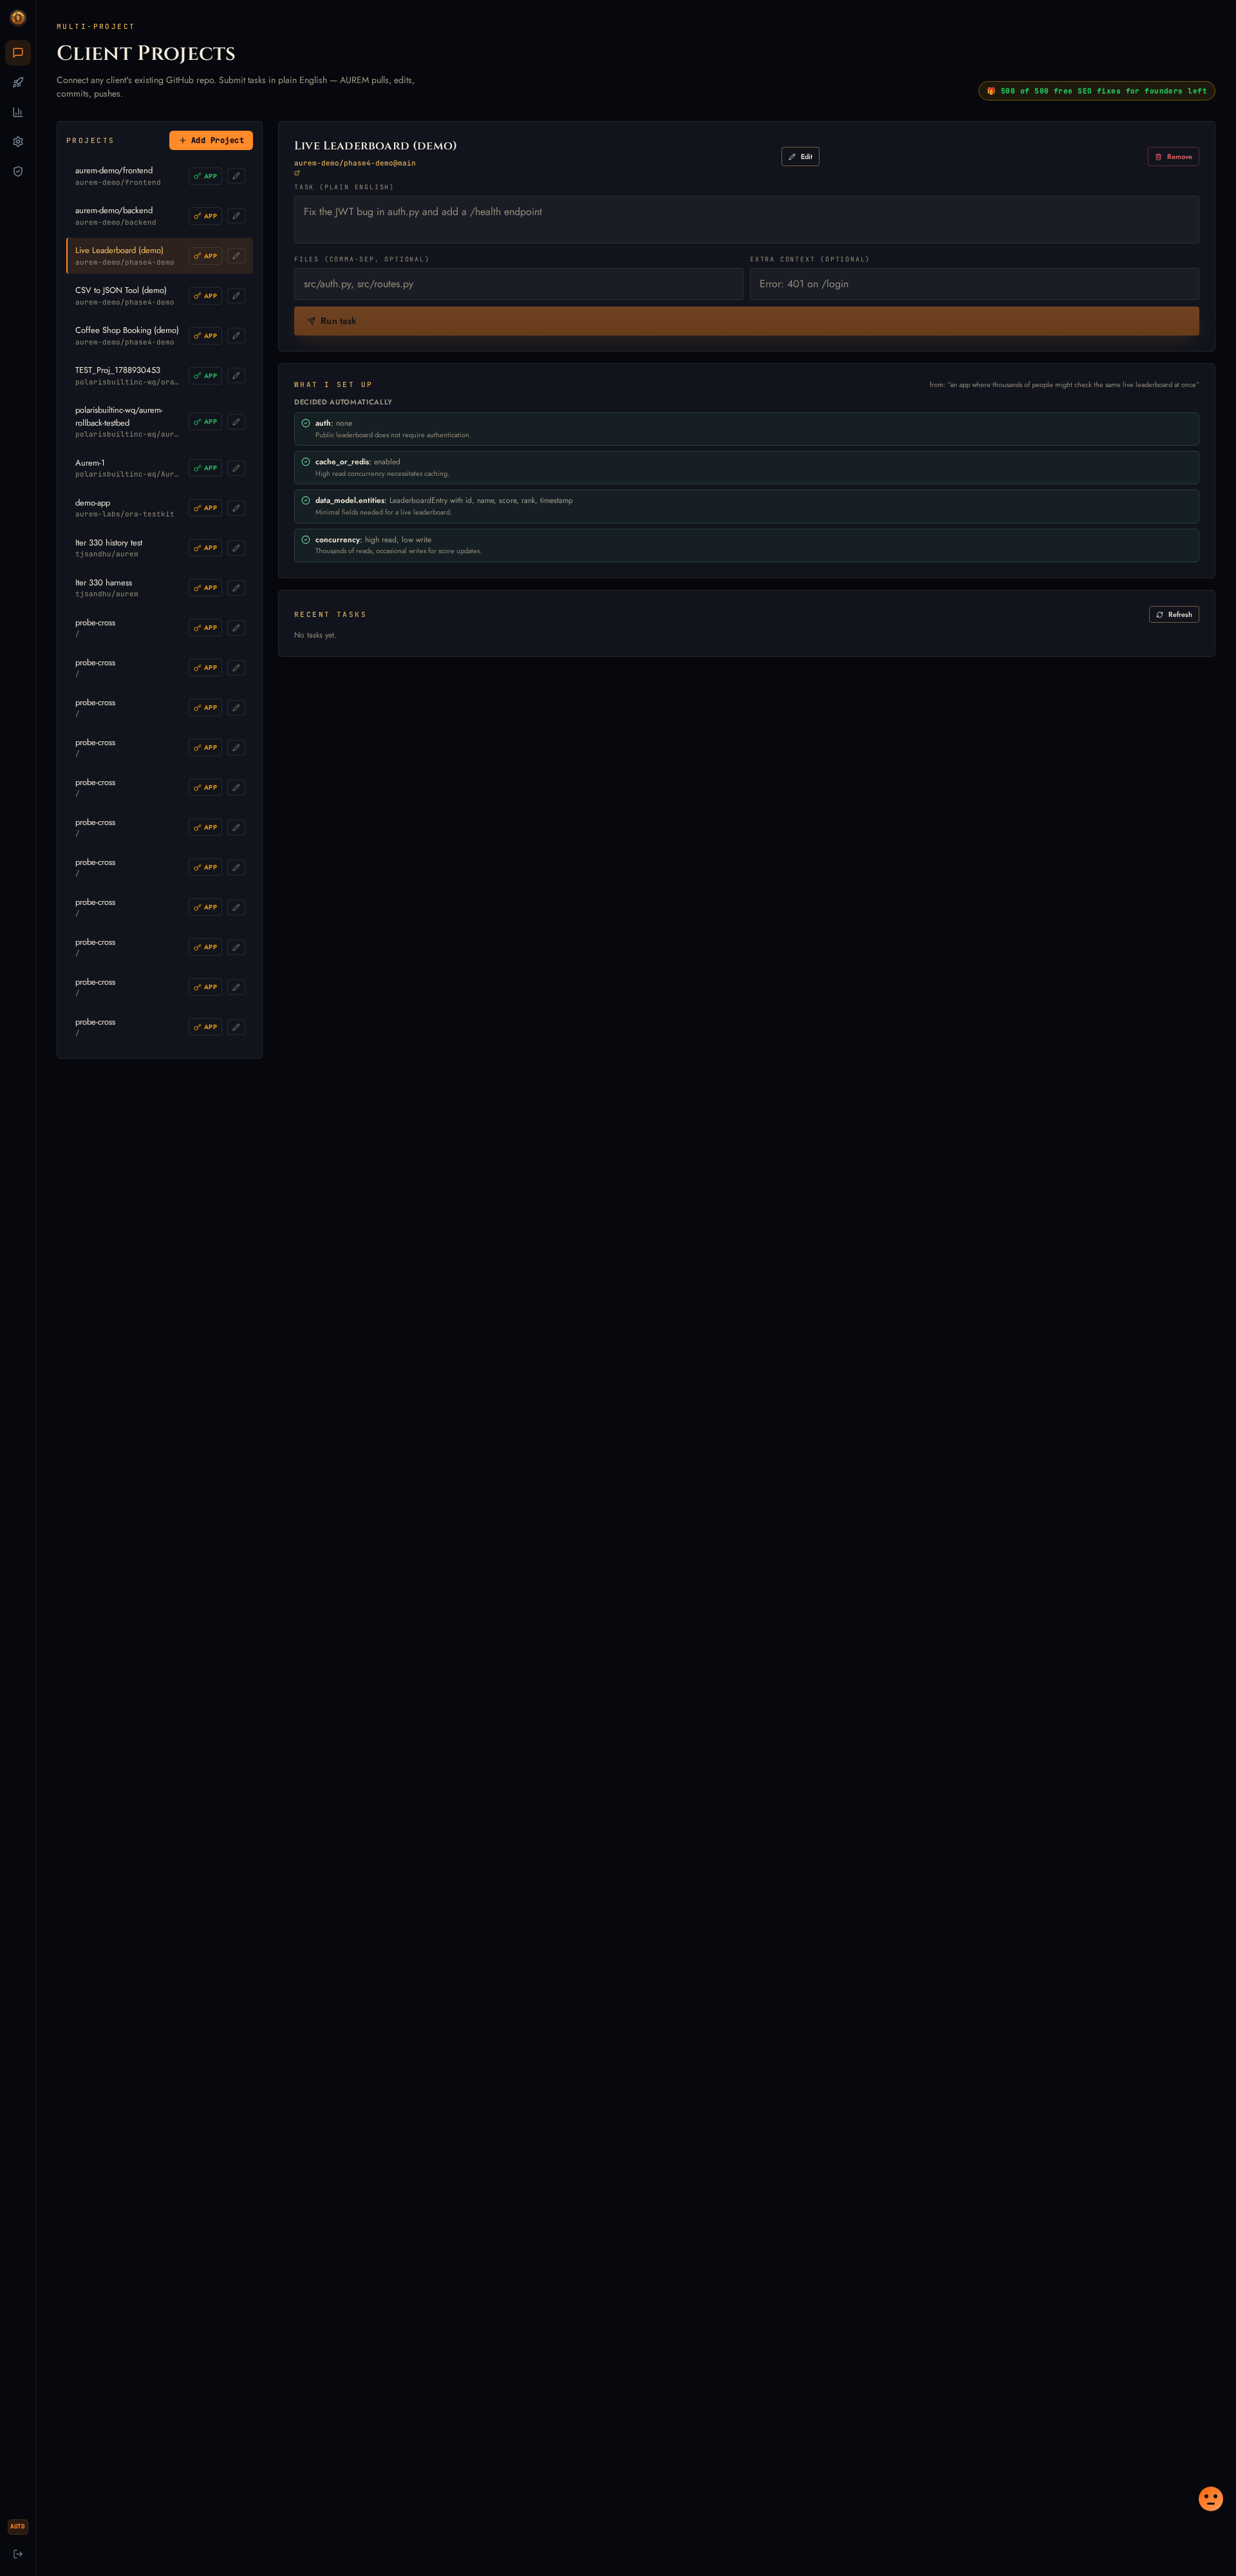 MULTI-PROJECT
Client Projects
Connect any client's existing GitHub repo. Submit tasks in plain English — AUREM pulls, edits,
commits, pushes.
500 of 500 free SEO fixes for founders left
PROJECTS
Add Project
aurem-demo/frontend
APP
aurem-demo/frontend
aurem-demo/backend
APP
aurem-demo/backend
Live Leaderboard (demo)
APP
aurem-demo/phase4-demo
CSV to JSON Tool (demo)
APP
aurem-demo/phase4-demo
Coffee Shop Booking (demo)
APP
aurem-demo/phase4-demo
TEST_Proj_1788930453
APP
polarisbuiltinc-wq/ora…
polarisbuiltinc-wq/aurem-
rollback-testbed
APP
polarisbuiltinc-wq/aur…
Aurem-1
APP
polarisbuiltinc-wq/Aur…
demo-app
APP
aurem-labs/ora-testkit
Iter 330 history test
APP
tjsandhu/aurem
Iter 330 harness
APP
tjsandhu/aurem
probe-cross
APP
/
probe-cross
APP
/
probe-cross
APP
/
probe-cross
APP
/
probe-cross
APP
/
probe-cross
APP
/
probe-cross
APP
/
probe-cross
APP
/
probe-cross
APP
/
probe-cross
APP
/
probe-cross
APP
/
Live Leaderboard (demo)
aurem-demo/phase4-demo@main
Edit
Remove
TASK (PLAIN ENGLISH)
Fix the JWT bug in auth.py and add a /health endpoint
FILES (COMMA-SEP, OPTIONAL)
EXTRA CONTEXT (OPTIONAL)
src/auth.py, src/routes.py
Error: 401 on /login
Run task
WHAT I SET UP
from: "an app where thousands of people might check the same live leaderboard at once"
DECIDED AUTOMATICALLY
auth: none
Public leaderboard does not require authentication.
cache_or_redis: enabled
High read concurrency necessitates caching.
data_model.entities: LeaderboardEntry with id, name, score, rank, timestamp
Minimal fields needed for a live leaderboard.
concurrency: high read, low write
Thousands of reads, occasional writes for score updates.
RECENT TASKS
Refresh
No tasks yet.
AUTO